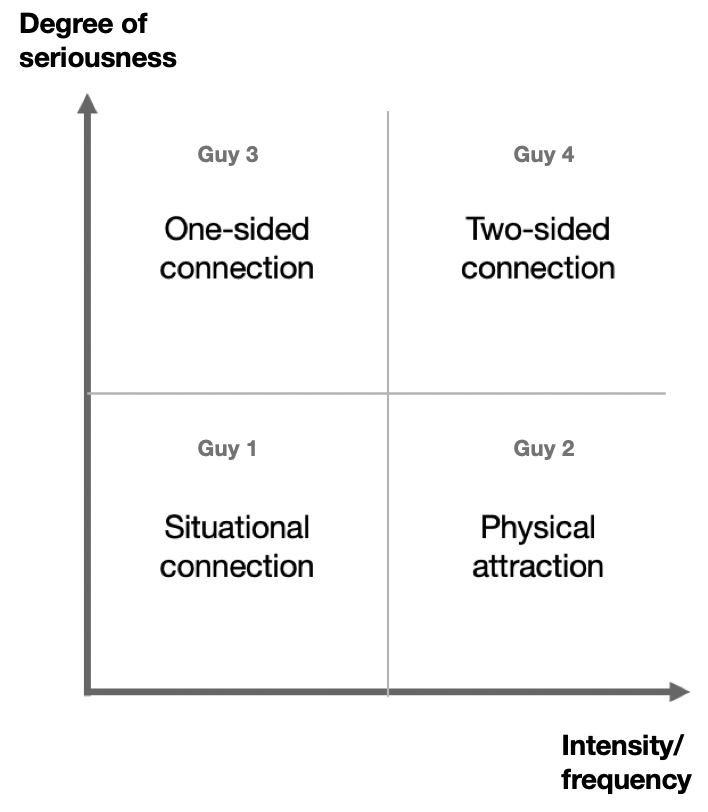 Degree of
seriousness
Guy 3
One-sided
connection
Guy 4
Two-sided
connection
Guy 1
Situational
connection
Guy 2
Physical
attraction
Intensity/
frequency